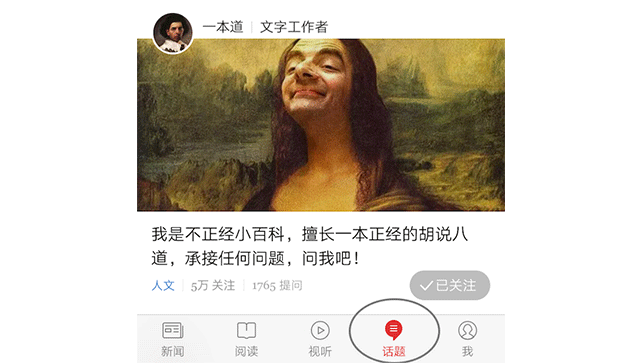 一本道 | 文字工作者
我是不正经小百科，擅长一本正经的胡说八
道，承接任何问题，问我吧！
人文 | 5万 关注 | 1765 提问
已关注
新闻 阅读 视听 话题 我